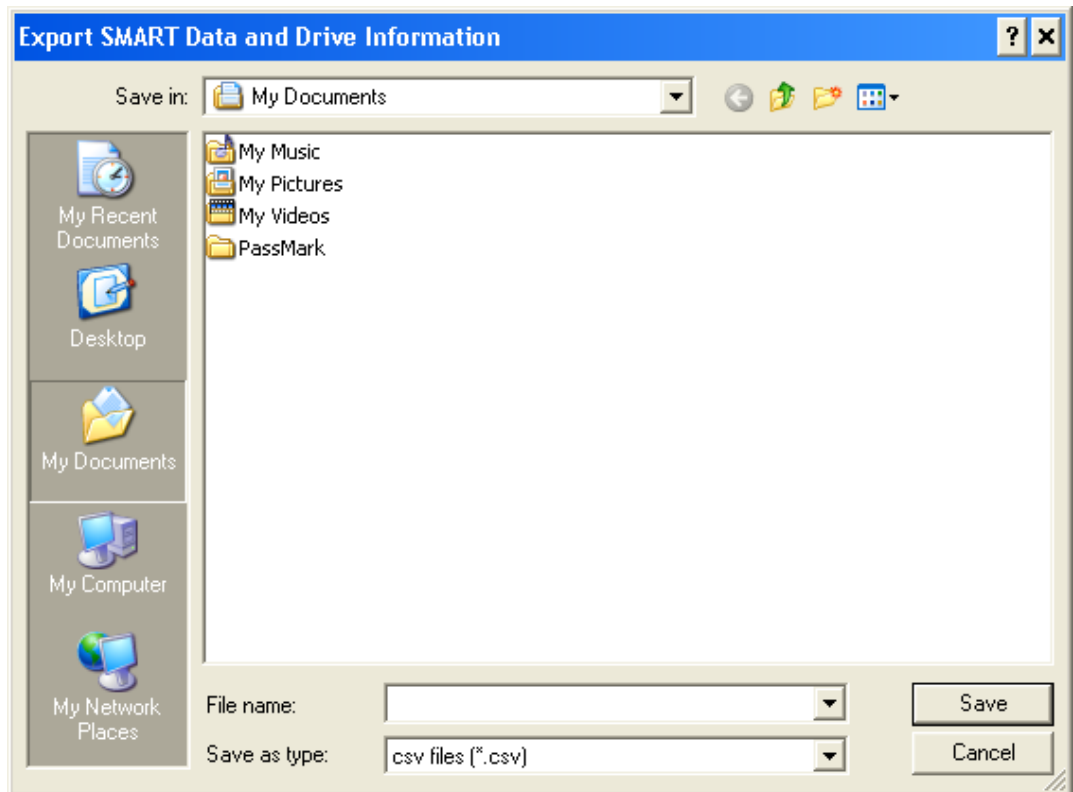 Export SMART Data and Drive Information
Save in:
My Documents
My Recent
Documents
Desktop
My Documents
My Computer
My Network
Places
My Music
My Pictures
My Videos
PassMark
File name:
Save
Save as type:
csv files (*.csv)
Cancel